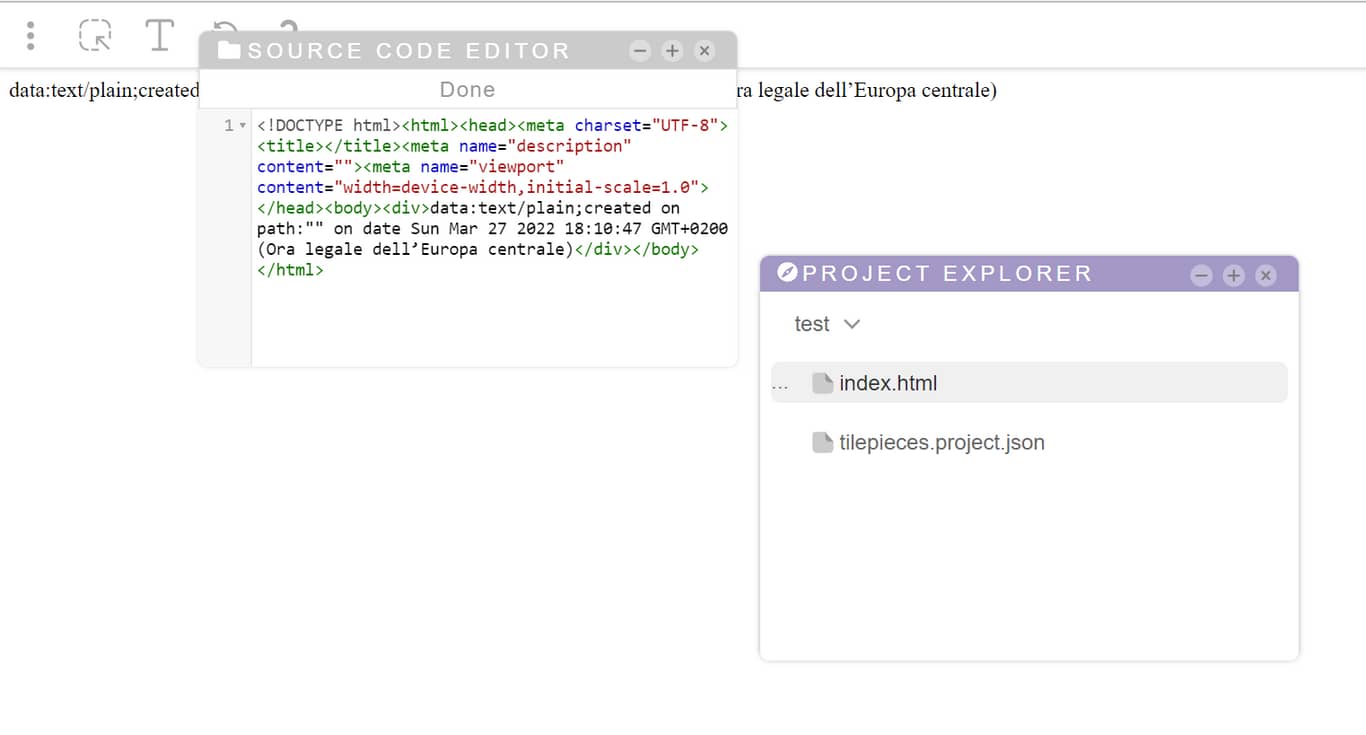 SOURCE CODE EDITOR
data:text/plain;created
ra legale dell’Europa centrale)
Done
1
<!DOCTYPE html><html><head><meta charset="UTF-8">
<title></title><meta name="description"
content=""><meta name="viewport"
content="width=device-width,initial-scale=1.0">
</head><body><div>data:text/plain;created on
path:"" on date Sun Mar 27 2022 18:10:47 GMT+0200
(Ora legale dell’Europa centrale)</div></body>
</html>
PROJECT EXPLORER
test
... index.html
tilepieces.project.json